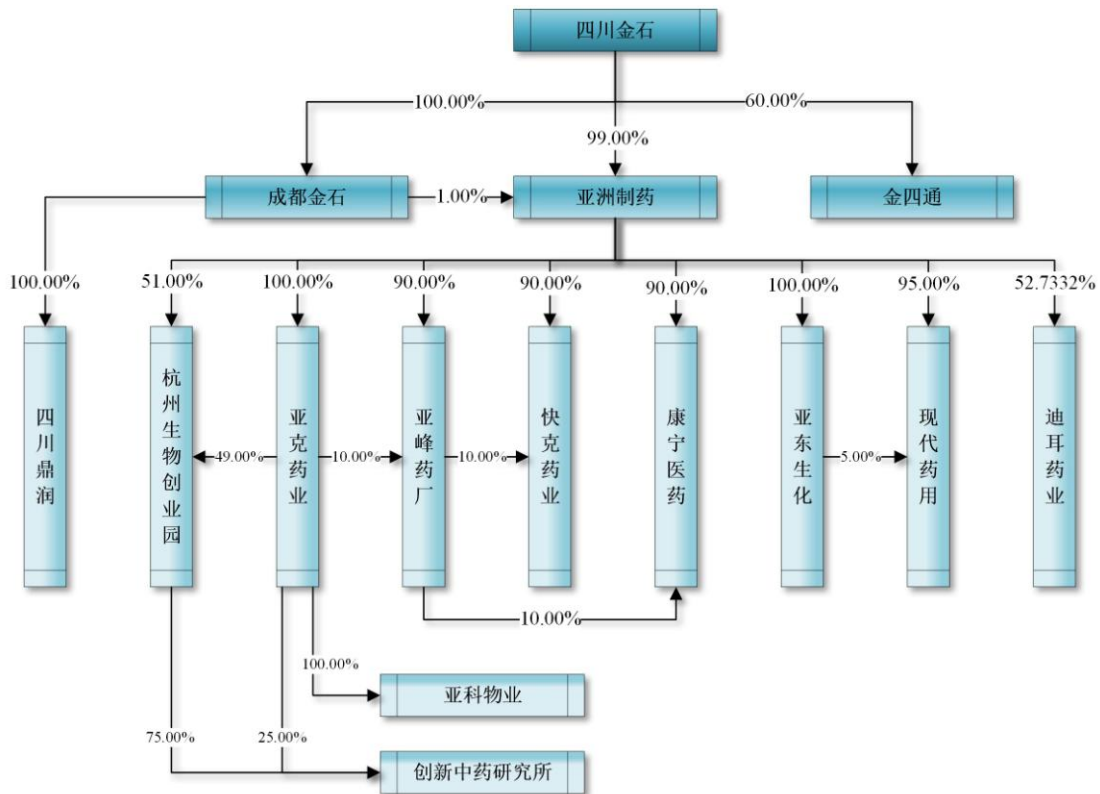 四川金石
100.00%
60.00%
99.00%
成都金石
1.00%
亚洲制药
金四通
100.00%
51.00%
100.00%
90.00%
90.00%
90.00%
100.00%
95.00%
52.7332%
四川鼎润
杭州生物创业园
49.00%
亚克药业
10.00%
亚峰药厂
10.00%
快克药业
康宁医药
亚东生化
5.00%
现代药用
迪耳药业
10.00%
100.00%
亚科物业
75.00%
25.00%
创新中药研究所